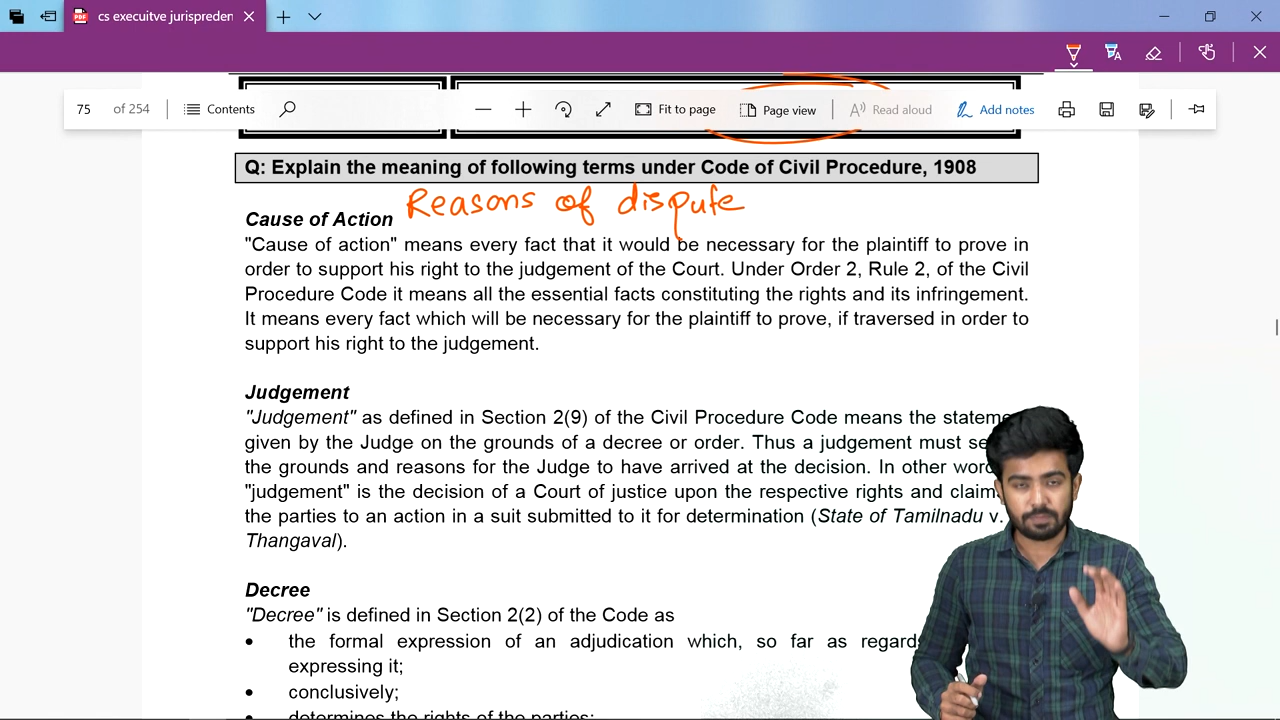 cs execuitve jurispreden
75 of 254 Contents Fit to page Page view Read aloud Add notes
Q: Explain the meaning of following terms under Code of Civil Procedure, 1908
Reasons of dispute
Cause of Action
"Cause of action" means every fact that it would be necessary for the plaintiff to prove in
order to support his right to the judgement of the Court. Under Order 2, Rule 2, of the Civil
Procedure Code it means all the essential facts constituting the rights and its infringement.
It means every fact which will be necessary for the plaintiff to prove, if traversed in order to
support his right to the judgement.
Judgement
"Judgement" as defined in Section 2(9) of the Civil Procedure Code means the
given by the Judge on the grounds of a decree or order. Thus a judgement must
the grounds and reasons for the Judge to have arrived at the decision. In other
"judgement" is the decision of a Court of justice upon the respective rights and
the parties to an action in a suit submitted to it for determination (State of Tamilnadu v.
Thangaval).
Decree
"Decree" is defined in Section 2(2) of the Code as
• the formal expression of an adjudication which, so far as
expressing it;
• conclusively;
• determines the rights of the parties;